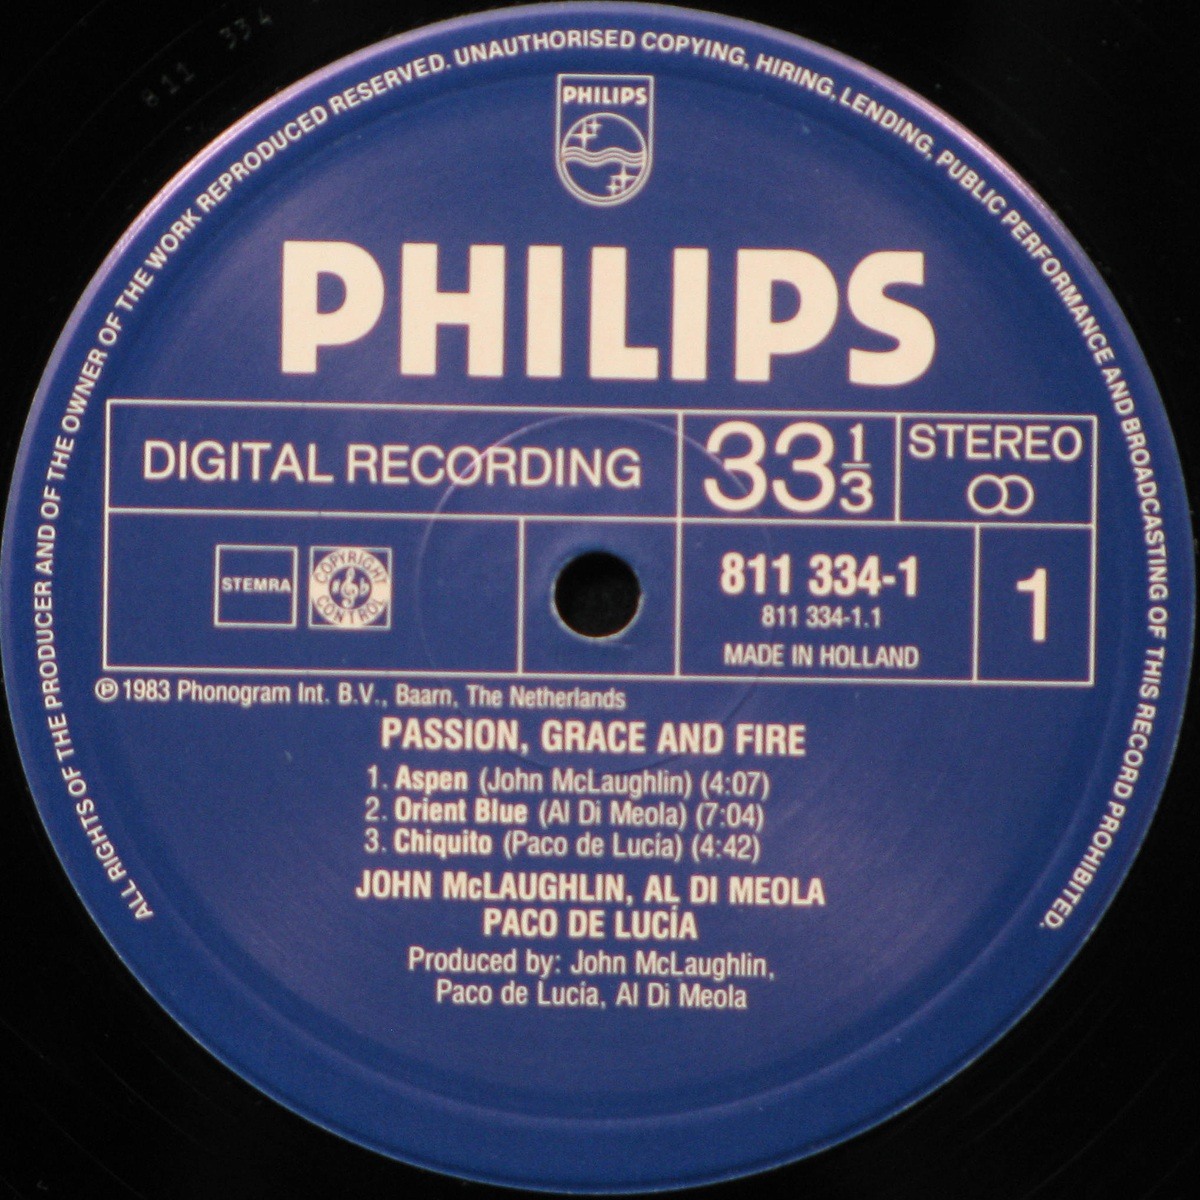 811 334
ALL RIGHTS OF THE PRODUCER AND OF THE OWNER OF THE WORK REPRODUCED RESERVED. UNAUTHORISED COPYING, HIRING, LENDING, PUBLIC PERFORMANCE AND BROADCASTING OF THIS RECORD PROHIBITED.
PHILIPS
PHILIPS
DIGITAL RECORDING
33 1/3
STEREO
STEMRA
COPYRIGHT CONTROL
811 334-1
811 334-1.1
MADE IN HOLLAND
1
℗ 1983 Phonogram Int. B.V., Baarn, The Netherlands
PASSION, GRACE AND FIRE
1. Aspen (John McLaughlin) (4:07)
2. Orient Blue (Al Di Meola) (7:04)
3. Chiquito (Paco de Lucía) (4:42)
JOHN McLAUGHLIN, AL DI MEOLA
PACO DE LUCÍA
Produced by: John McLaughlin,
Paco de Lucía, Al Di Meola